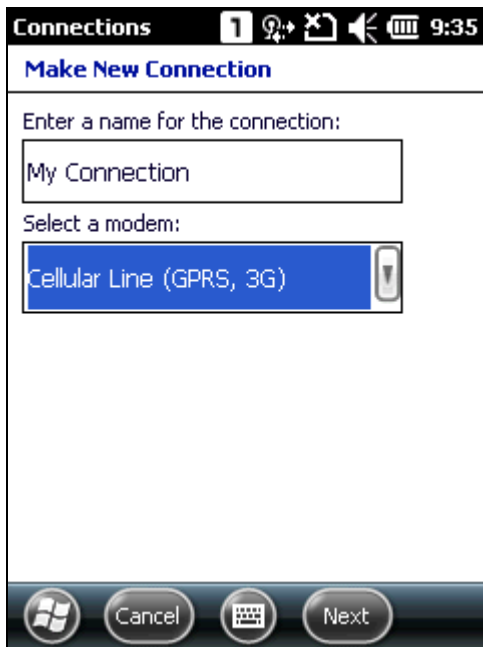 Connections 1 9:35
Make New Connection
Enter a name for the connection:
My Connection
Select a modem:
Cellular Line (GPRS, 3G)
Cancel Next